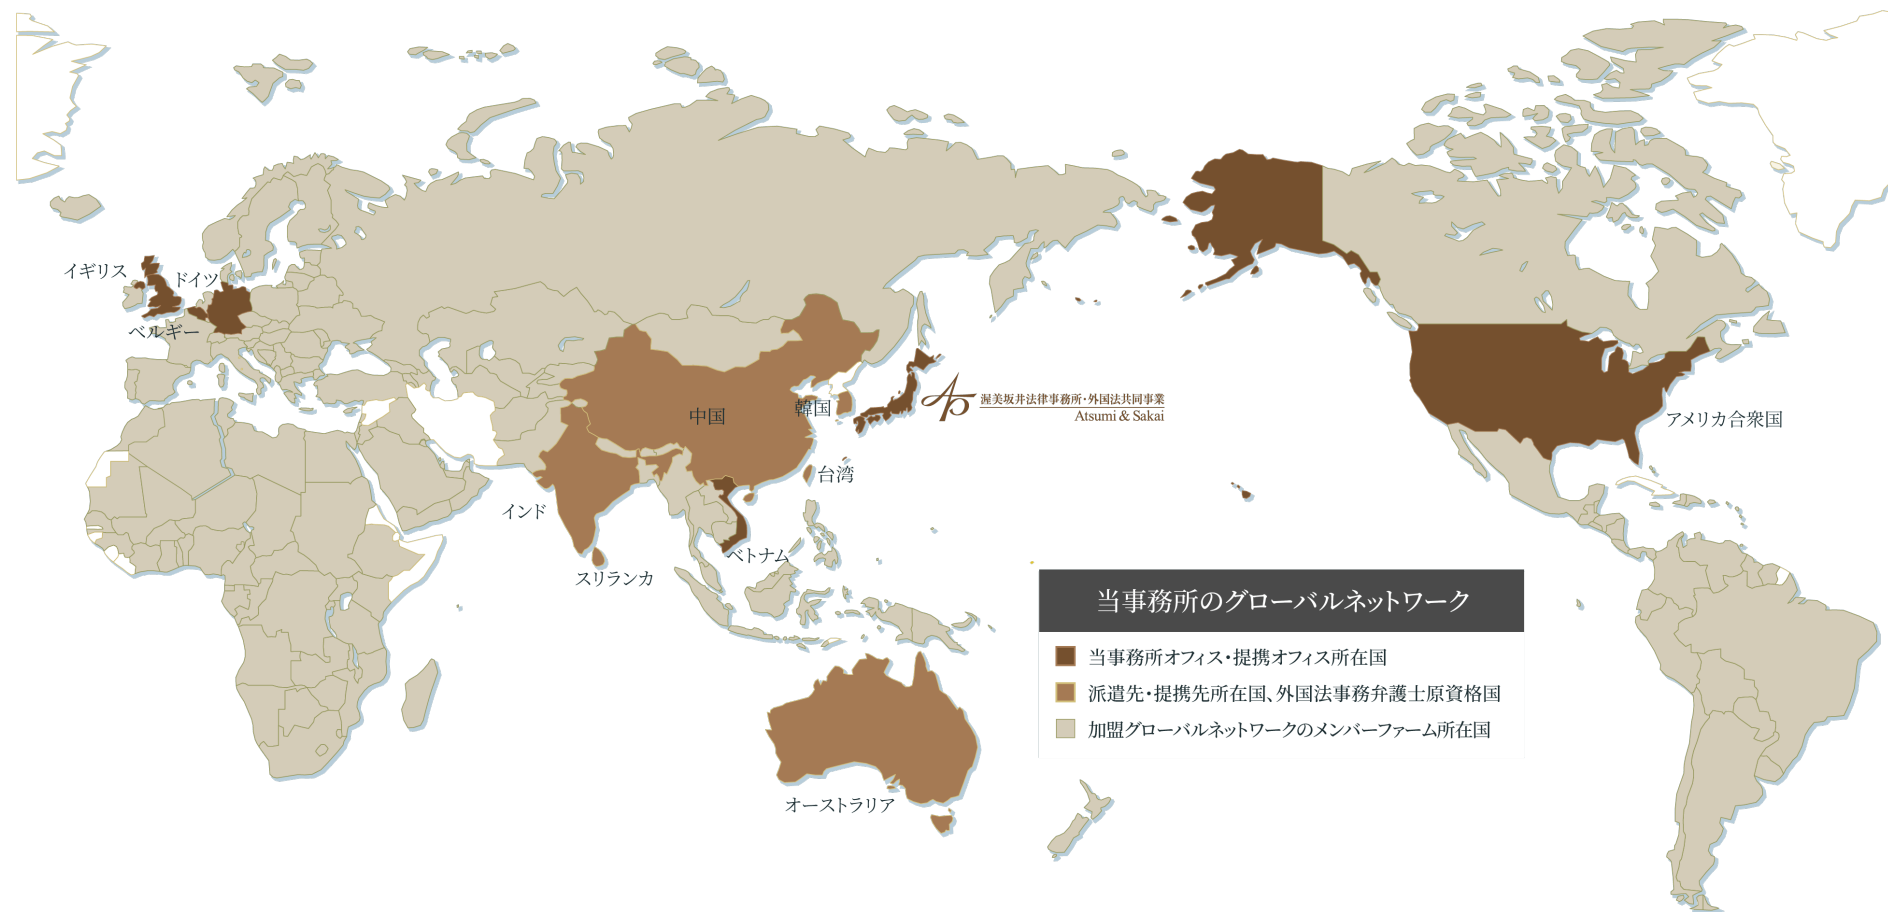 イギリス
ドイツ
ベルギー
中国
韓国
渥美坂井法律事務所・外国法共同事業
Atsumi & Sakai
アメリカ合衆国
台湾
インド
ベトナム
スリランカ
オーストラリア
当事務所のグローバルネットワーク
当事務所オフィス・提携オフィス所在国
派遣先・提携先所在国、外国法事務弁護士原資格国
加盟グローバルネットワークのメンバーファーム所在国